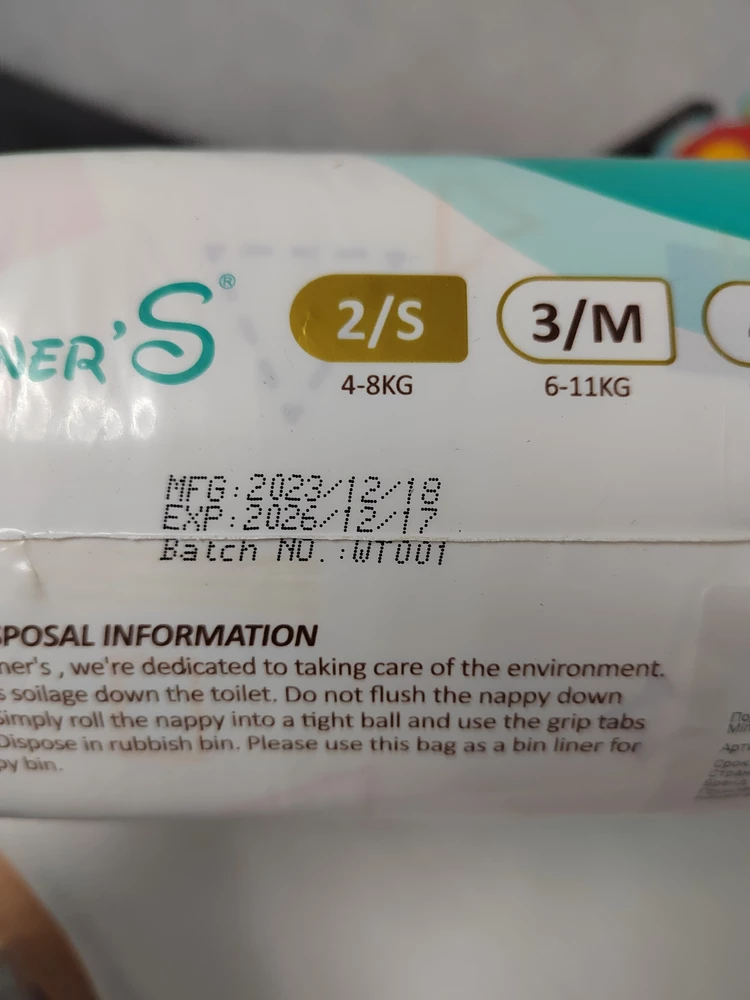 NER'S®
2/S
3/M
4-8KG
6-11KG
MFG:2023/12/18
EXP:2026/12/17
Batch NO.:WT001
SPOSAL INFORMATION
ner's , we're dedicated to taking care of the environment.
s soilage down the toilet. Do not flush the nappy down
Simply roll the nappy into a tight ball and use the grip tabs
Dispose in rubbish bin. Please use this bag as a bin liner for
py bin.